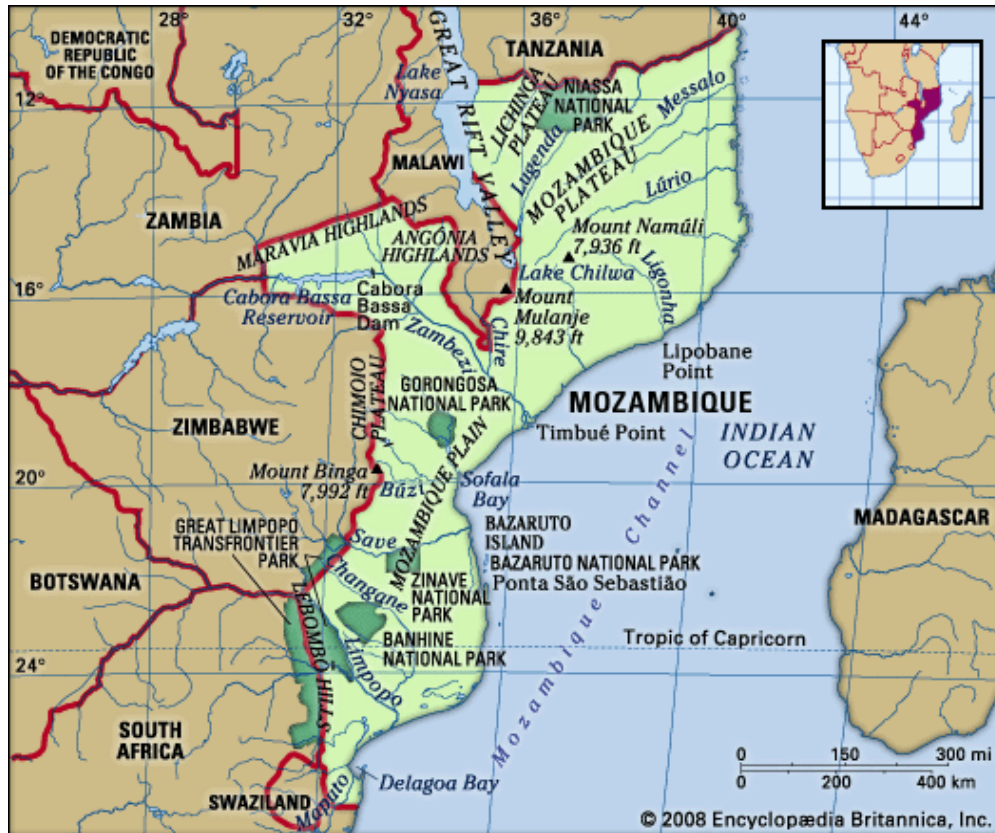 28°
32°
36°
40°
44°
DEMOCRATIC
REPUBLIC
OF THE CONGO
TANZANIA
Lake
Nyasa
GREAT RIFT VALLEY
LICHINGA
PLATEAU
NIASSA
NATIONAL
PARK
Messalo
12°
MALAWI
Lugenda
MOZAMBIQUE
PLATEAU
Lúrio
ZAMBIA
MARAVIA HIGHLANDS
ANGÓNIA
HIGHLANDS
Mount Namúli
7,936 ft
Lake Chilwa
Ligonha
16°
Cabora Bassa
Reservoir
Cabora
Bassa
Dam
Zambezi
Chire
Mount
Mulanje
9,843 ft
Lipobane
Point
CHIMOIO
PLATEAU
GORONGOSA
NATIONAL PARK
MOZAMBIQUE
ZIMBABWE
Timbué Point
INDIAN
OCEAN
Mount Binga
7,992 ft
Búzi
MOZAMBIQUE PLAIN
Sofala
Bay
20°
Mozambique Channel
MADAGASCAR
GREAT LIMPOPO
TRANSFRONTIER
PARK
Save
BAZARUTO
ISLAND
BAZARUTO NATIONAL PARK
Ponta São Sebastião
BOTSWANA
Changane
ZINAVE
NATIONAL
PARK
LEBOMBO HILLS
BANHINE
NATIONAL PARK
Limpopo
Tropic of Capricorn
24°
SOUTH
AFRICA
Delagoa Bay
SWAZILAND
Maputo
0 150 300 mi
0 200 400 km
© 2008 Encyclopædia Britannica, Inc.